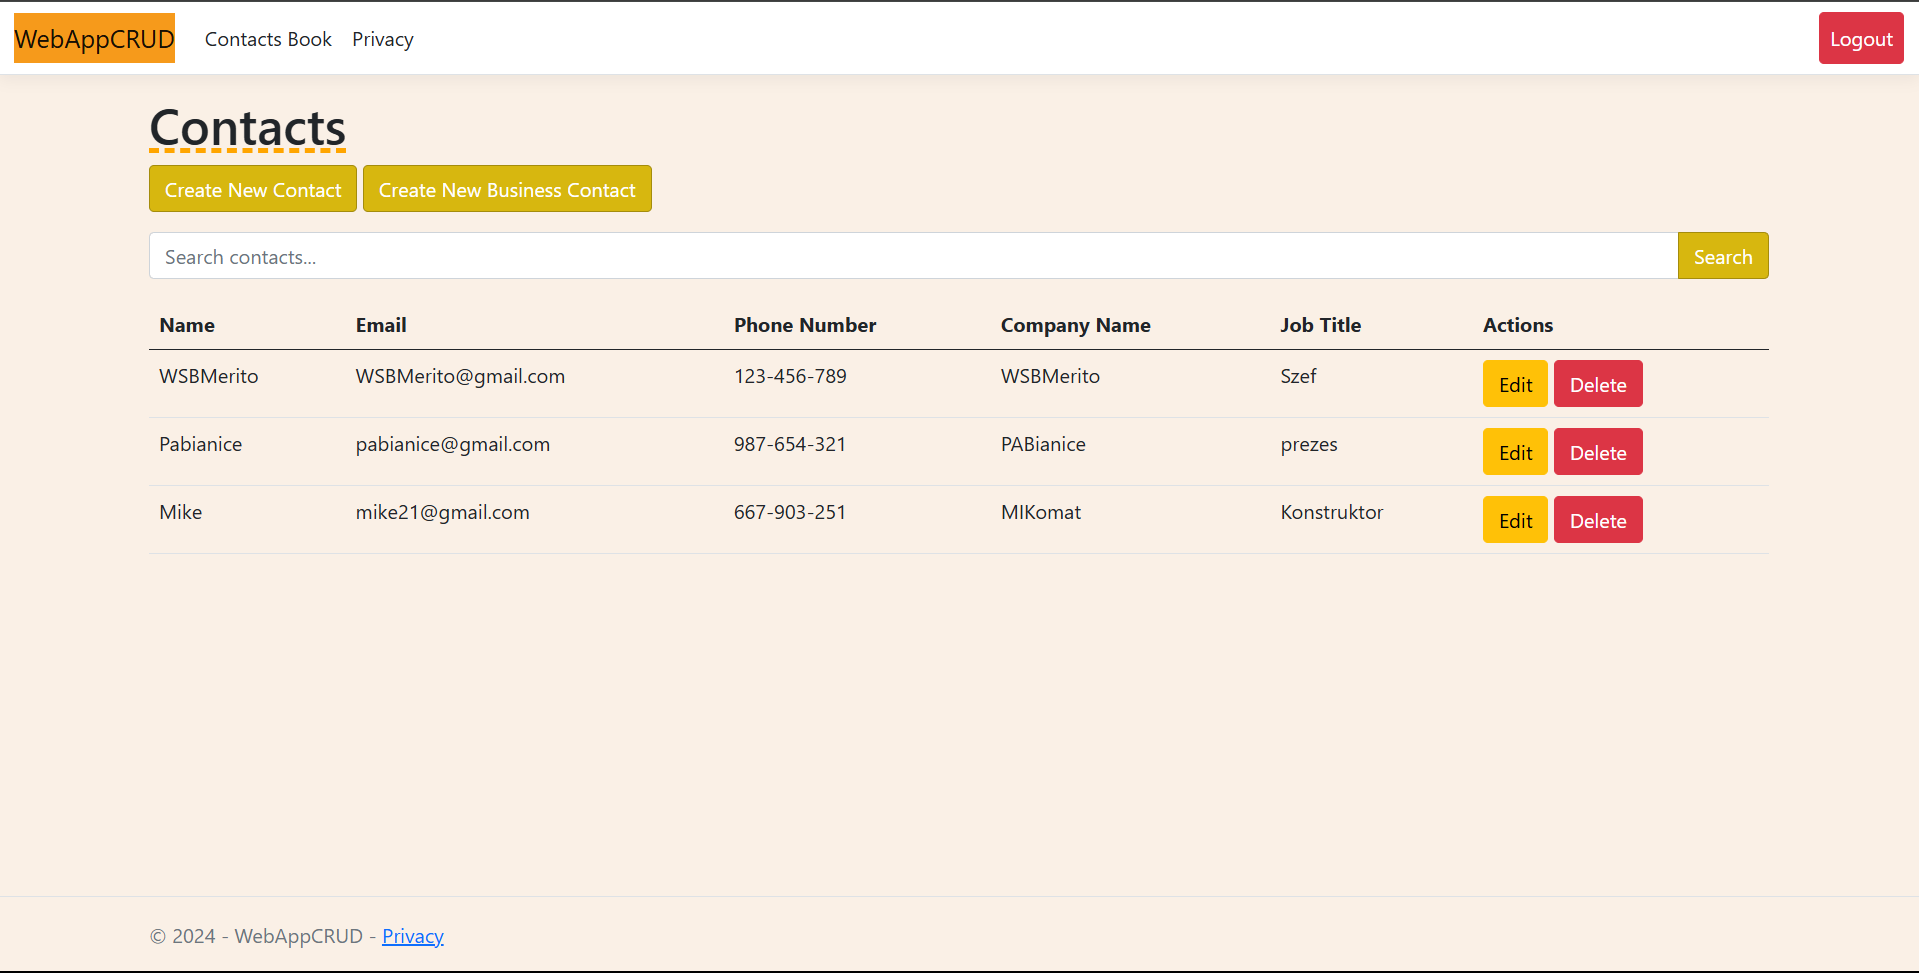 WebAppCRUD Contacts Book Privacy Logout
Contacts
Create New Contact Create New Business Contact
Search contacts... Search
Name Email Phone Number Company Name Job Title Actions
WSBMerito WSBMerito@gmail.com 123-456-789 WSBMerito Szef Edit Delete
Pabianice pabianice@gmail.com 987-654-321 PABianice prezes Edit Delete
Mike mike21@gmail.com 667-903-251 MIKomat Konstruktor Edit Delete
© 2024 - WebAppCRUD - Privacy